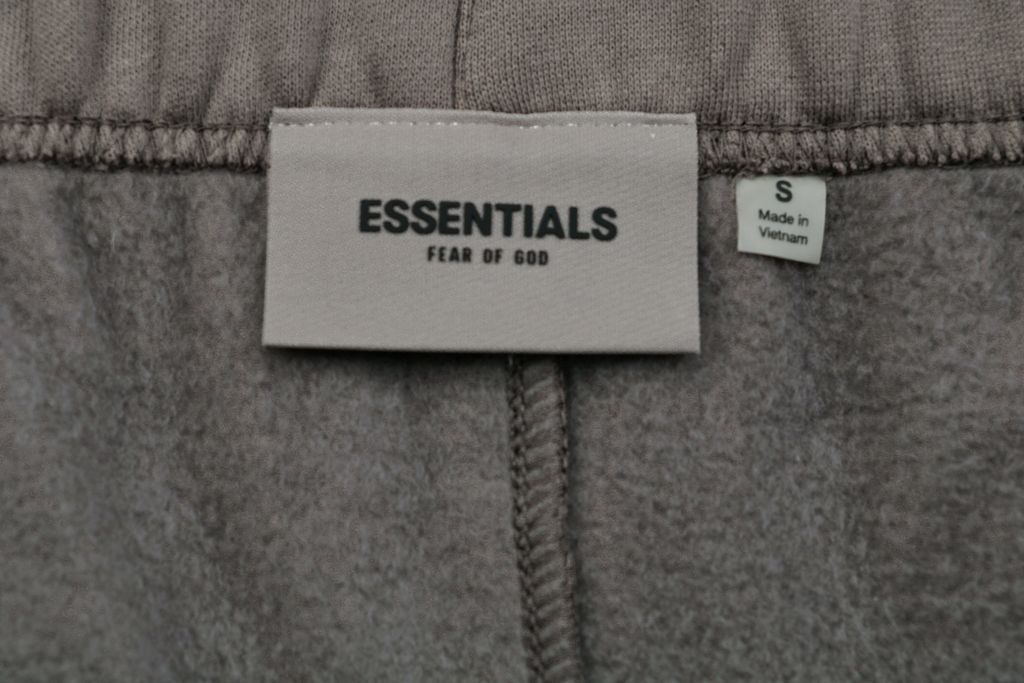 ESSENTIALS
FEAR OF GOD
S
Made in
Vietnam